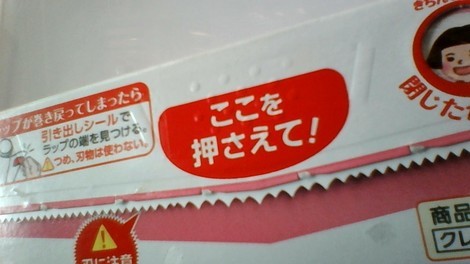 ップが巻き戻ってしまったら
引き出しシールで
ラップの端を見つける。
つめ、刃物は使わない。
ここを
押さえて!
きちん
閉じた
刃に注意
商品
クレ